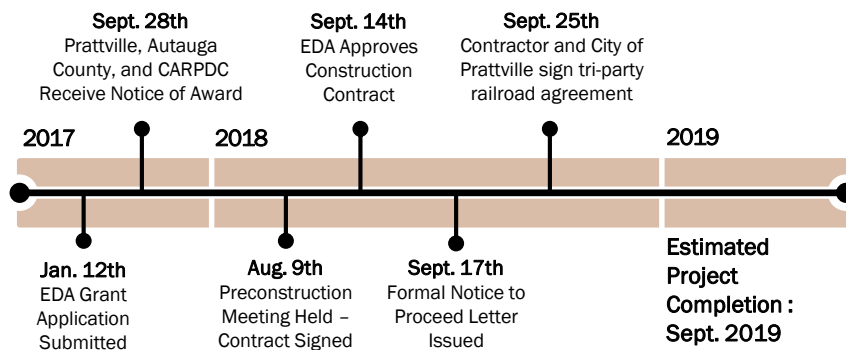 Sept. 28th
Prattville, Autauga
County, and CARPDC
Receive Notice of Award
Sept. 14th
EDA Approves
Construction
Contract
Sept. 25th
Contractor and City of
Prattville sign tri-party
railroad agreement
2017
2018
2019
Jan. 12th
EDA Grant
Application
Submitted
Aug. 9th
Preconstruction
Meeting Held –
Contract Signed
Sept. 17th
Formal Notice to
Proceed Letter
Issued
Estimated
Project
Completion :
Sept. 2019